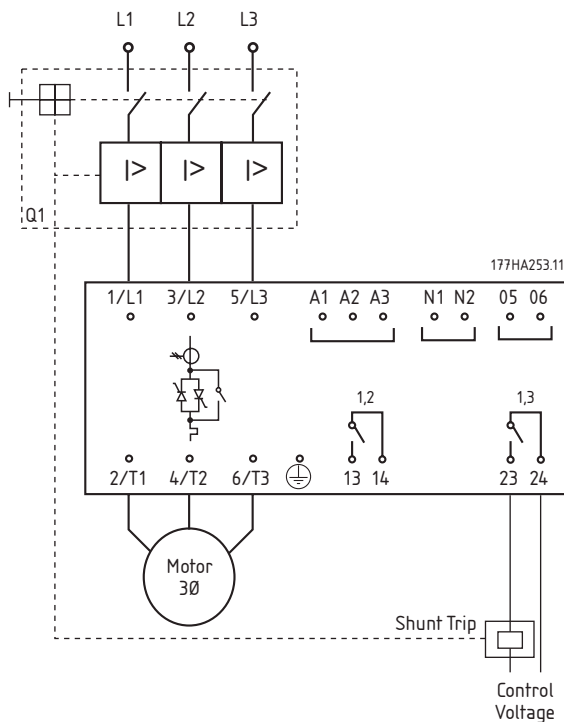 L1 L2 L3
I> I> I>
Q1
177HA253.11
1/L1 3/L2 5/L3 A1 A2 A3 N1 N2 05 06
1,2 1,3
2/T1 4/T2 6/T3 13 14 23 24
Motor
3Ø
Shunt Trip
Control
Voltage